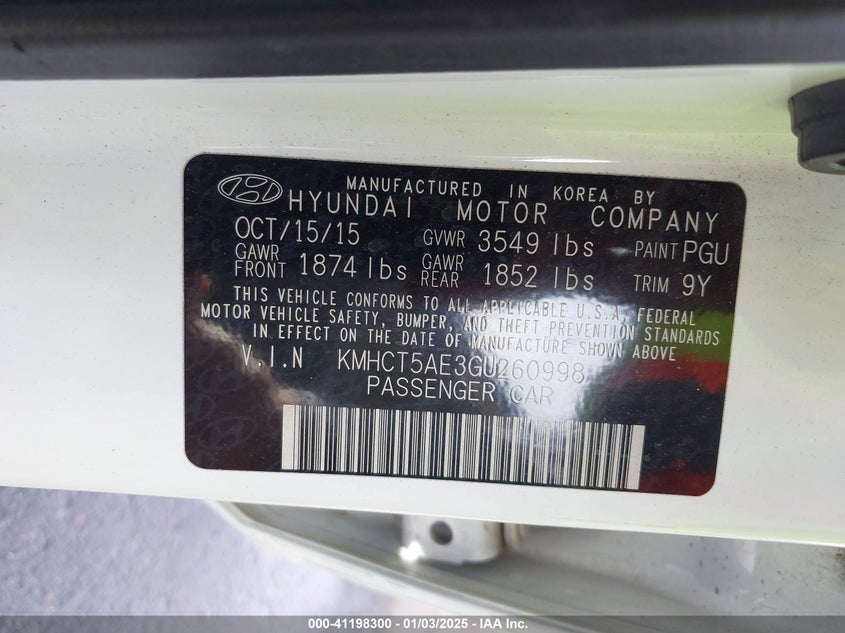 MANUFACTURED IN KOREA BY
HYUNDAI MOTOR COMPANY
OCT/15/15 GVWR 3549 lbs PAINT PGU
GAWR FRONT 1874 lbs GAWR REAR 1852 lbs TRIM 9Y
THIS VEHICLE CONFORMS TO ALL APPLICABLE U.S.A. FEDERAL
MOTOR VEHICLE SAFETY, BUMPER, AND THEFT PREVENTION STANDARDS
IN EFFECT ON THE DATE OF MANUFACTURE SHOWN ABOVE
V.I.N KMHCT5AE3GU260998
PASSENGER CAR
000-41198300 - 01/03/2025 - IAA Inc.